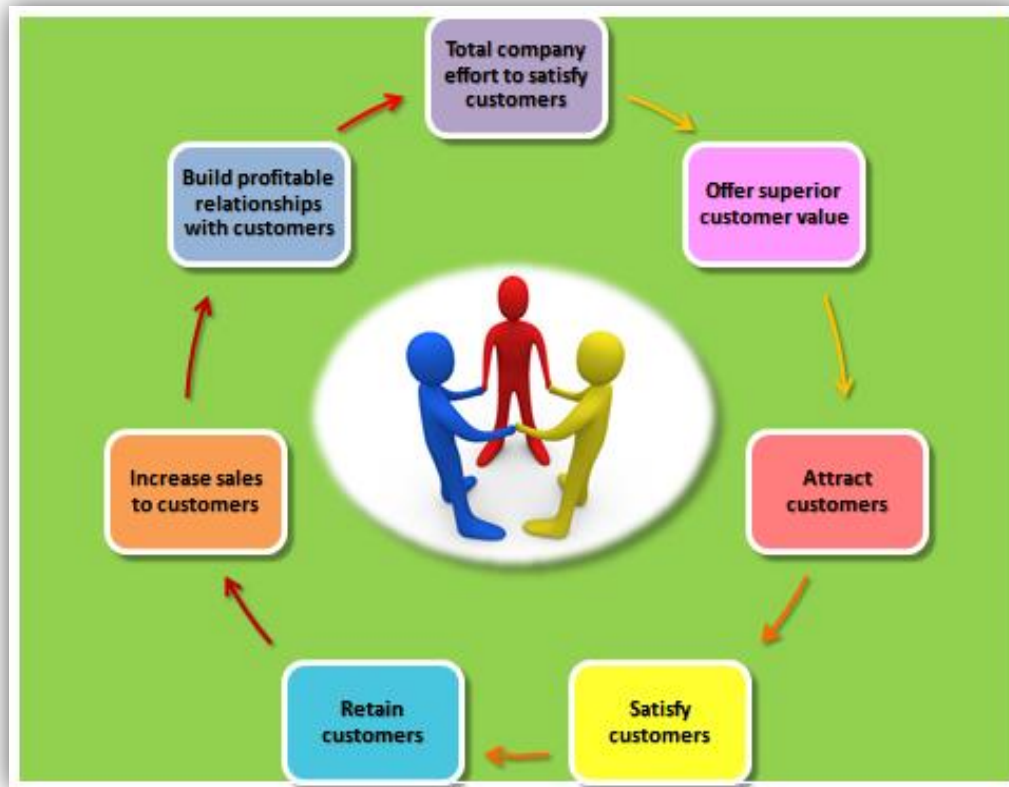 Total company
effort to satisfy
customers
Offer superior
customer value
Attract
customers
Satisfy
customers
Retain
customers
Increase sales
to customers
Build profitable
relationships
with customers